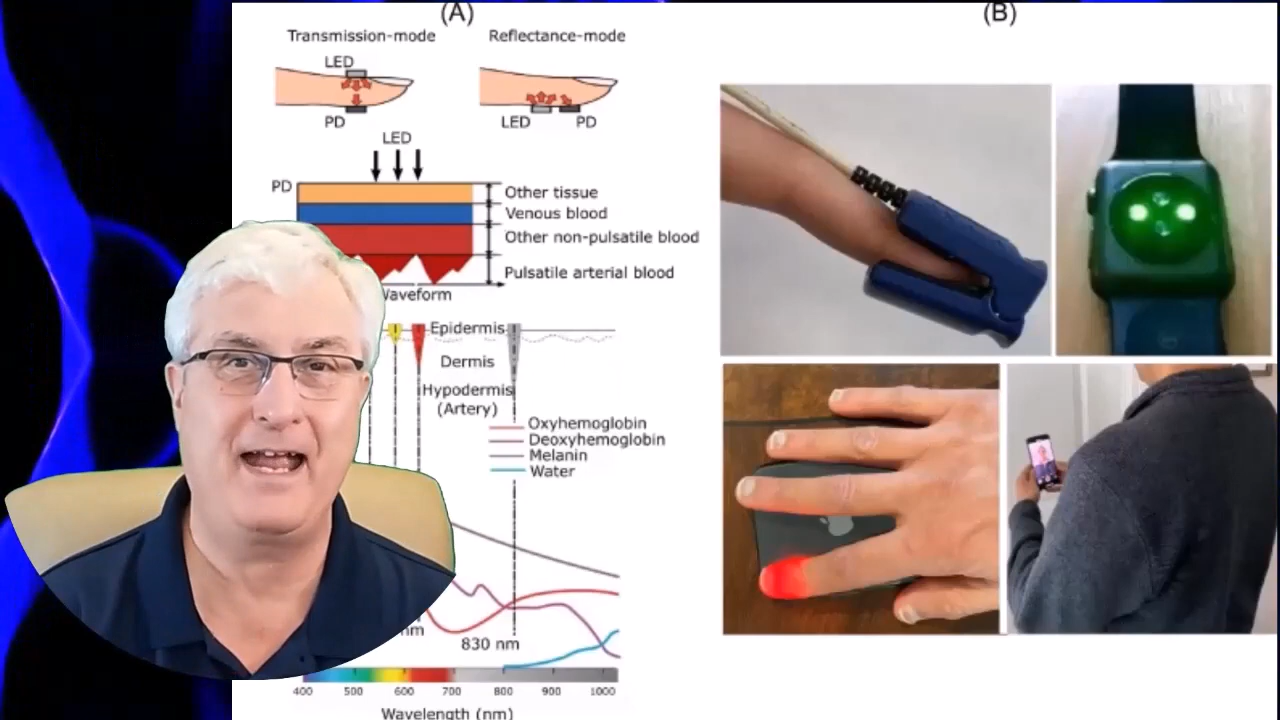 (A)
(B)
Transmission-mode
Reflectance-mode
LED
PD
LED
PD
LED
PD
Other tissue
Venous blood
Other non-pulsatile blood
Pulsatile arterial blood
Waveform
Epidermis
Dermis
Hypodermis
(Artery)
Oxyhemoglobin
Deoxyhemoglobin
Melanin
Water
nm
830 nm
400 500 600 700 800 900 1000
Wavelength (nm)